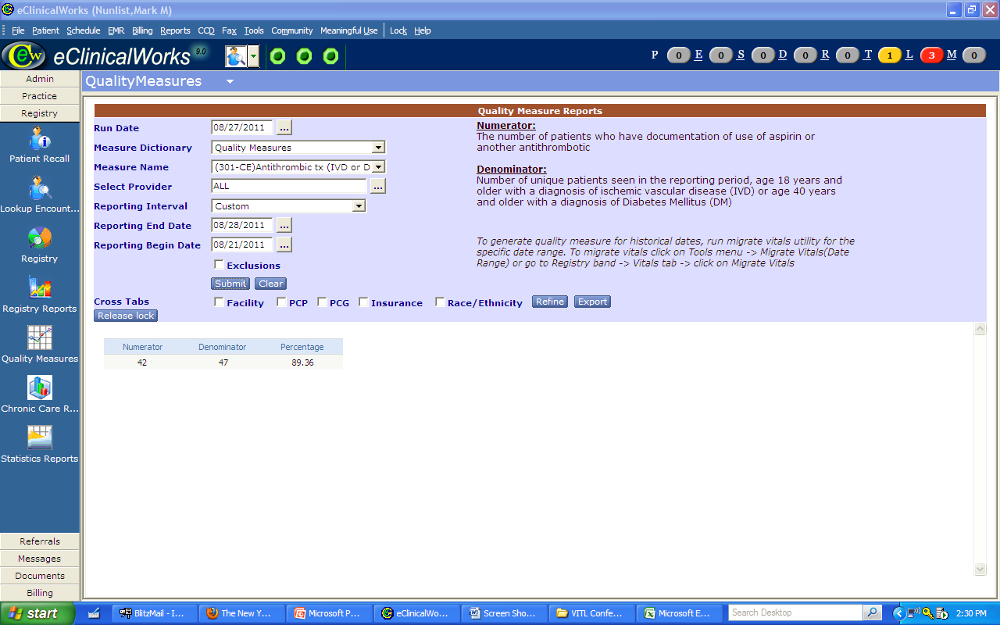 eClinicalWorks (Nunlist,Mark M)
File Patient Schedule EMR Billing Reports CCD Fax Tools Community Meaningful Use Lock Help
eCw eClinicalWorks 9.0 P 0 E 0 S 0 D 0 R 0 T 1 L 3 M 0
Admin
Practice
Registry
Patient Recall
Lookup Encount...
Registry
Registry Reports
Quality Measures
Chronic Care R...
Statistics Reports
Referrals
Messages
Documents
Billing
QualityMeasures
Quality Measure Reports
Run Date 08/27/2011 ...
Measure Dictionary Quality Measures
Measure Name (301-CE)Antithrombic tx (IVD or D
Select Provider ALL ...
Reporting Interval Custom
Reporting End Date 08/28/2011 ...
Reporting Begin Date 08/21/2011 ...
Exclusions
Submit Clear
Numerator:
The number of patients who have documentation of use of aspirin or
another antithrombotic
Denominator:
Number of unique patients seen in the reporting period, age 18 years and
older with a diagnosis of ischemic vascular disease (IVD) or age 40 years
and older with a diagnosis of Diabetes Mellitus (DM)
To generate quality measure for historical dates, run migrate vitals utility for the
specific date range. To migrate vitals click on Tools menu -> Migrate Vitals(Date
Range) or go to Registry band -> Vitals tab -> click on Migrate Vitals
Cross Tabs Facility PCP PCG Insurance Race/Ethnicity Refine Export
Release lock
Numerator Denominator Percentage
42 47 89.36
start BlitzMail - I... The New Y... Microsoft P... eClinicalWo... Screen Sho... VITL Confe... Microsoft E... Search Desktop 2:30 PM